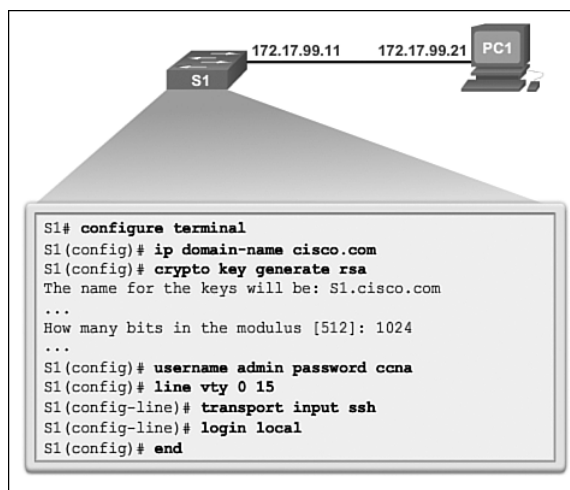 172.17.99.11 172.17.99.21 PC1
S1
S1# configure terminal
S1(config)# ip domain-name cisco.com
S1(config)# crypto key generate rsa
The name for the keys will be: S1.cisco.com
...
How many bits in the modulus [512]: 1024
...
S1(config)# username admin password ccna
S1(config)# line vty 0 15
S1(config-line)# transport input ssh
S1(config-line)# login local
S1(config)# end